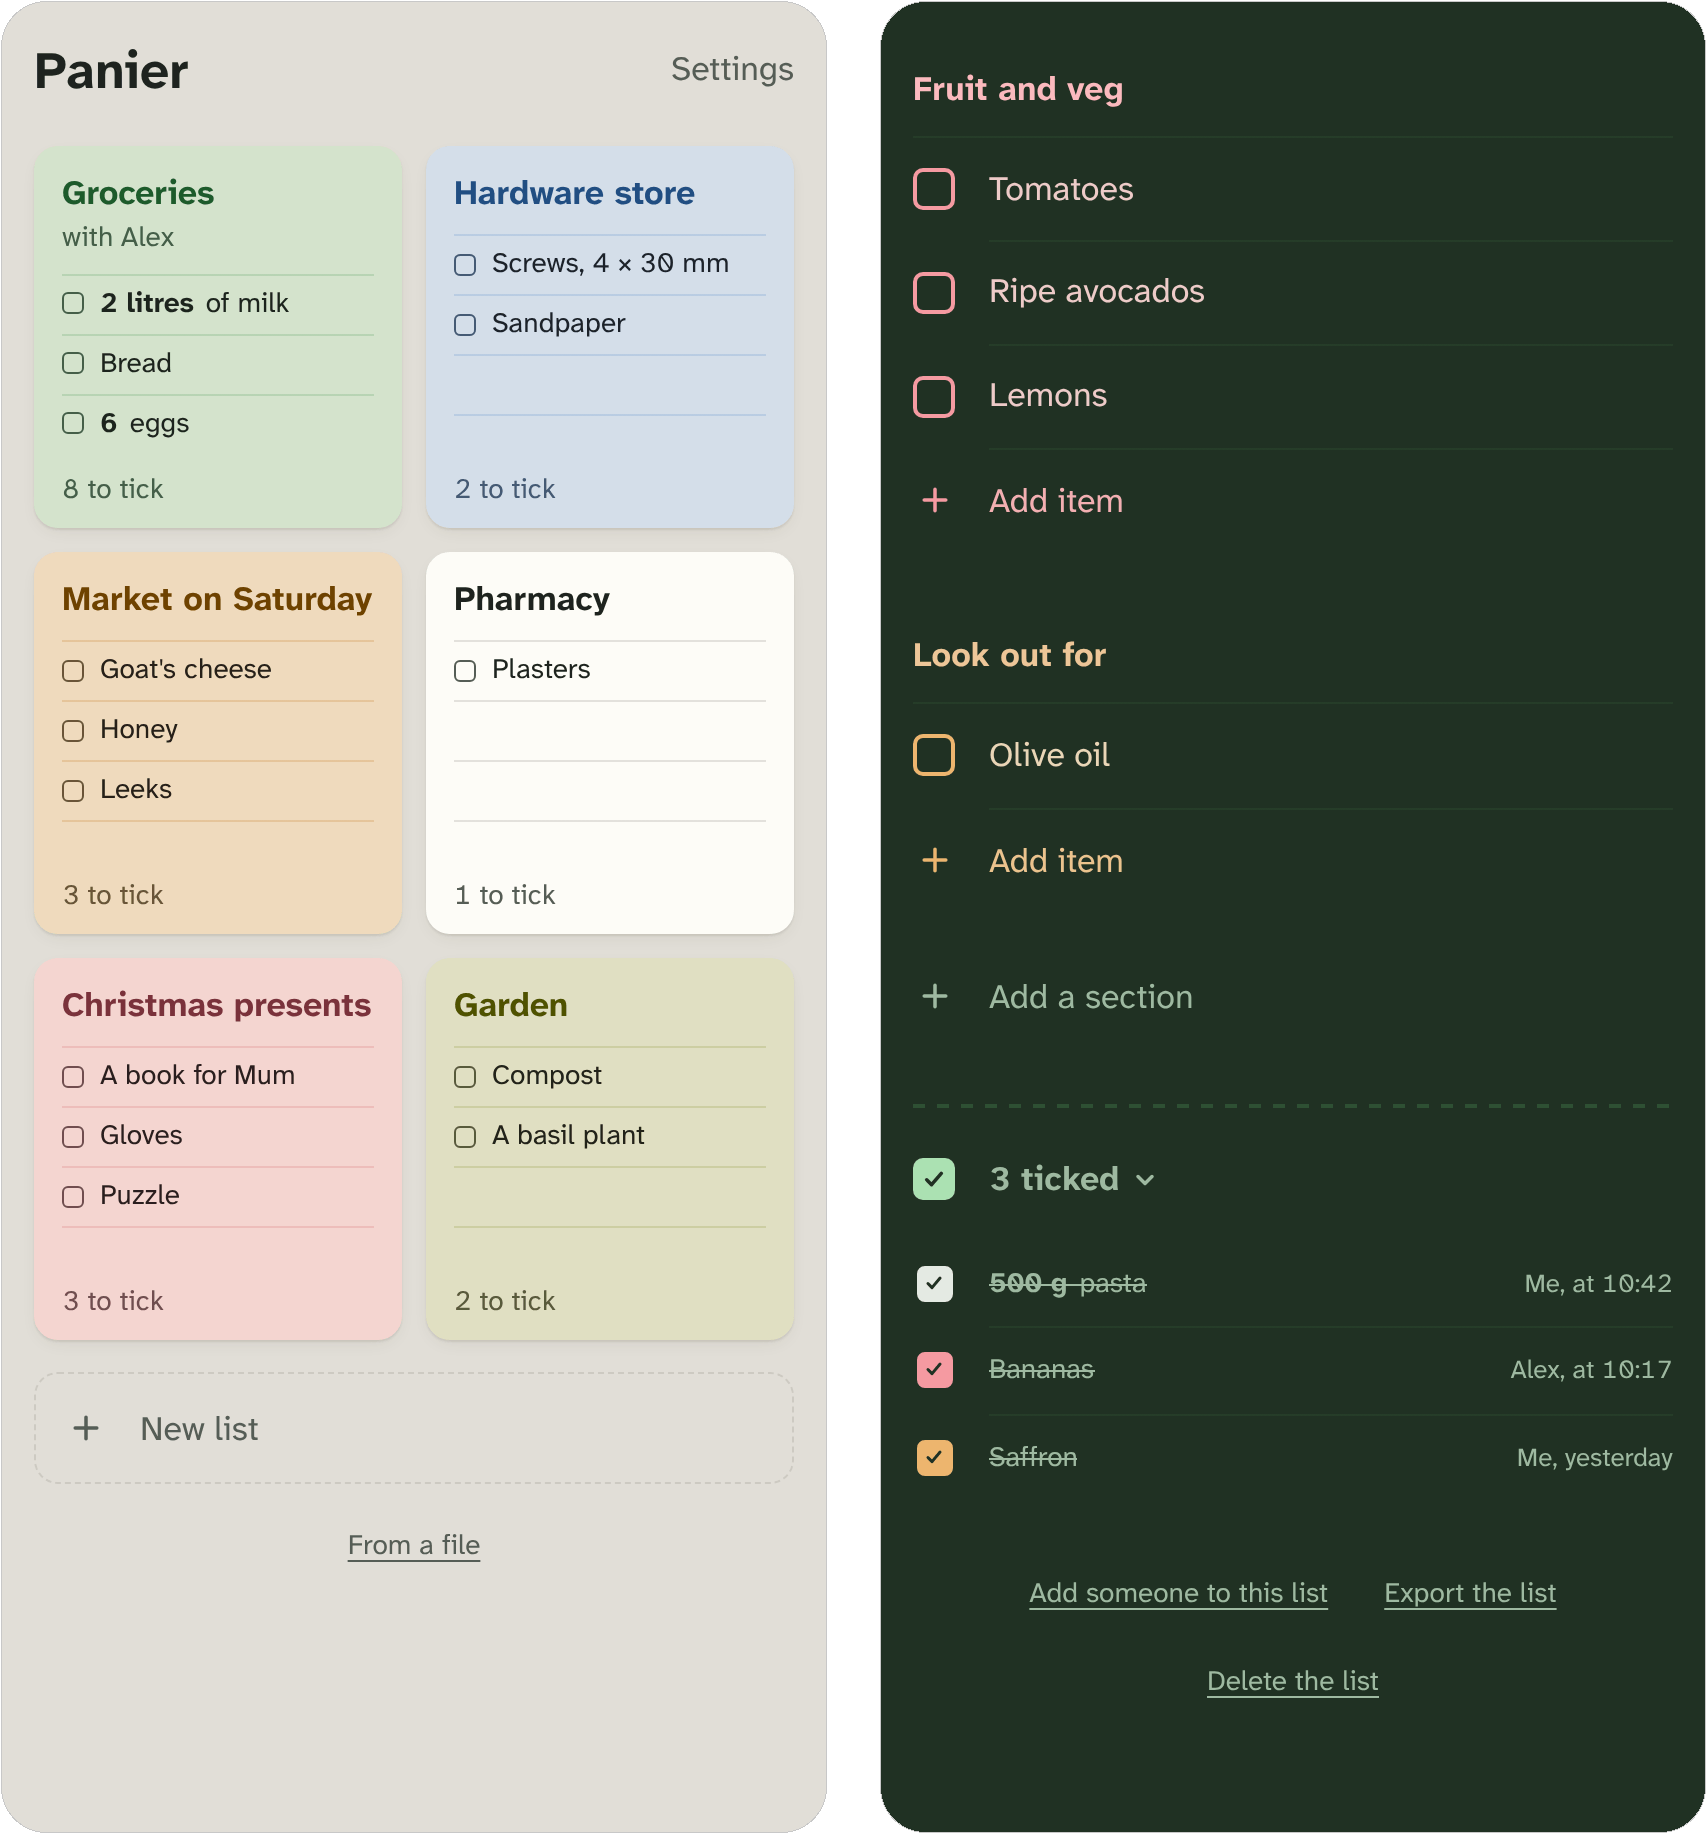 Panier
Settings
Groceries
with Alex
2 litres of milk
Bread
6 eggs
8 to tick
Hardware store
Screws, 4 × 30 mm
Sandpaper
2 to tick
Market on Saturday
Goat's cheese
Honey
Leeks
3 to tick
Pharmacy
Plasters
1 to tick
Christmas presents
A book for Mum
Gloves
Puzzle
3 to tick
Garden
Compost
A basil plant
2 to tick
+ New list
From a file
Fruit and veg
Tomatoes
Ripe avocados
Lemons
+ Add item
Look out for
Olive oil
+ Add item
+ Add a section
3 ticked
500 g pasta
Me, at 10:42
Bananas
Alex, at 10:17
Saffron
Me, yesterday
Add someone to this list
Export the list
Delete the list